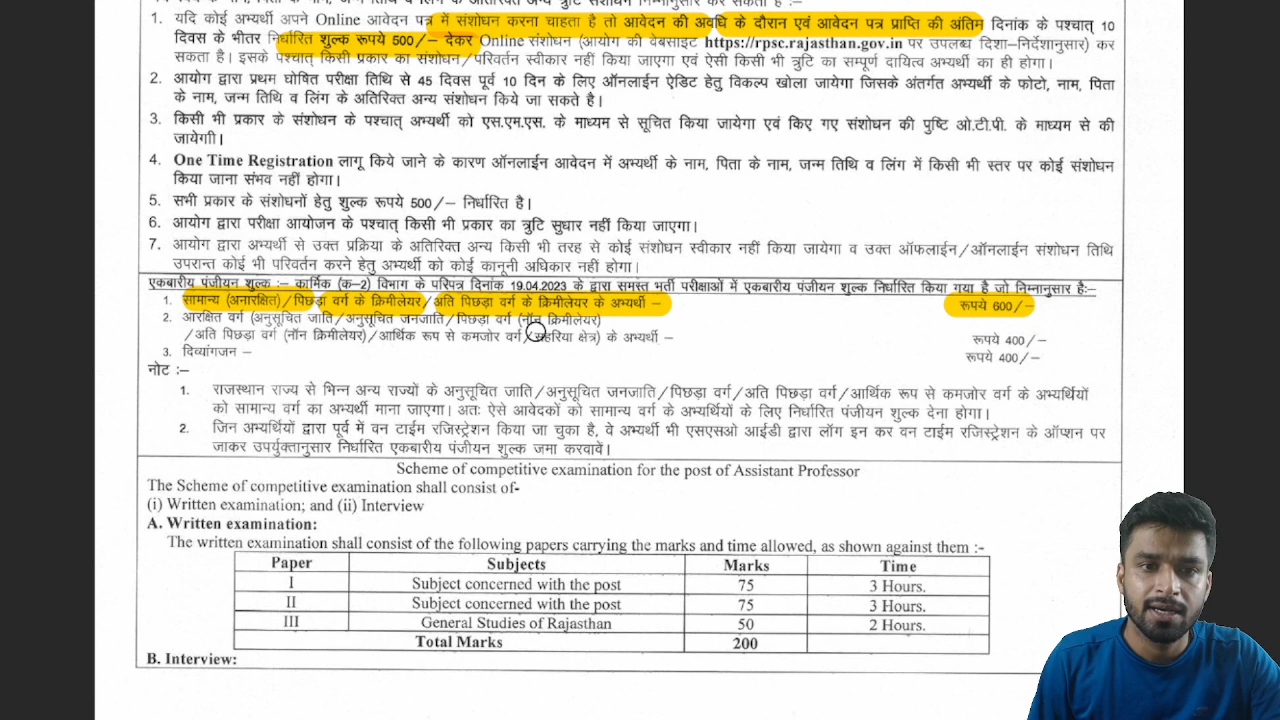 1. यदि कोई अभ्यर्थी अपने Online आवेदन पत्र में संशोधन करना चाहता है तो आवेदन की अवधि के दौरान एवं आवेदन पत्र प्राप्ति की अंतिम दिनांक के पश्चात् 10
दिवस के भीतर निर्धारित शुल्क रूपये 500/– देकर Online संशोधन (आयोग की वेबसाइट https://rpsc.rajasthan.gov.in पर उपलब्ध दिशा–निर्देशानुसार) कर
सकता है। इसके पश्चात् किसी प्रकार का संशोधन/परिवर्तन स्वीकार नहीं किया जाएगा एवं ऐसी किसी भी त्रुटि का सम्पूर्ण दायित्व अभ्यर्थी का ही होगा।
2. आयोग द्वारा प्रथम घोषित परीक्षा तिथि से 45 दिवस पूर्व 10 दिन के लिए ऑनलाईन ऐडिट हेतु विकल्प खोला जायेगा जिसके अंतर्गत अभ्यर्थी के फोटो, नाम, पिता
के नाम, जन्म तिथि व लिंग के अतिरिक्त अन्य संशोधन किये जा सकते है।
3. किसी भी प्रकार के संशोधन के पश्चात् अभ्यर्थी को एस.एम.एस. के माध्यम से सूचित किया जायेगा एवं किए गए संशोधन की पुष्टि ओ.टी.पी. के माध्यम से की
जायेगी।
4. One Time Registration लागू किये जाने के कारण ऑनलाईन आवेदन में अभ्यर्थी के नाम, पिता के नाम, जन्म तिथि व लिंग में किसी भी स्तर पर कोई संशोधन
किया जाना संभव नहीं होगा।
5. सभी प्रकार के संशोधनों हेतु शुल्क रूपये 500/– निर्धारित है।
6. आयोग द्वारा परीक्षा आयोजन के पश्चात् किसी भी प्रकार का त्रुटि सुधार नहीं किया जाएगा।
7. आयोग द्वारा अभ्यर्थी से उक्त प्रक्रिया के अतिरिक्त अन्य किसी भी तरह से कोई संशोधन स्वीकार नहीं किया जायेगा व उक्त ऑफलाईन/ऑनलाईन संशोधन तिथि
उपरान्त कोई भी परिवर्तन करने हेतु अभ्यर्थी को कोई कानूनी अधिकार नहीं होगा।
एकबारीय पंजीयन शुल्क :– कार्मिक (क–2) विभाग के परिपत्र दिनांक 19.04.2023 के द्वारा समस्त भर्ती परीक्षाओं में एकबारीय पंजीयन शुल्क निर्धारित किया गया है जो निम्नानुसार है:–
1. सामान्य (अनारक्षित)/पिछड़ा वर्ग के क्रिमीलेयर/अति पिछड़ा वर्ग के क्रिमीलेयर के अभ्यर्थी – रूपये 600/–
2. आरक्षित वर्ग (अनुसूचित जाति/अनुसूचित जनजाति/पिछड़ा वर्ग (नॉन क्रिमीलेयर)
/अति पिछड़ा वर्ग (नॉन क्रिमीलेयर)/आर्थिक रूप से कमजोर वर्ग/सहरिया क्षेत्र) के अभ्यर्थी – रूपये 400/–
3. दिव्यांगजन – रूपये 400/–
नोट :–
1. राजस्थान राज्य से भिन्न अन्य राज्यों के अनुसूचित जाति/अनुसूचित जनजाति/पिछड़ा वर्ग/अति पिछड़ा वर्ग/आर्थिक रूप से कमजोर वर्ग के अभ्यर्थियों
को सामान्य वर्ग का अभ्यर्थी माना जाएगा। अतः ऐसे आवेदकों को सामान्य वर्ग के अभ्यर्थियों के लिए निर्धारित पंजीयन शुल्क देना होगा।
2. जिन अभ्यर्थियों द्वारा पूर्व में वन टाईम रजिस्ट्रेशन किया जा चुका है, वे अभ्यर्थी भी एसएसओ आईडी द्वारा लॉग इन कर वन टाईम रजिस्ट्रेशन के ऑप्शन पर
जाकर उपर्युक्तानुसार निर्धारित एकबारीय पंजीयन शुल्क जमा करवावें।
Scheme of competitive examination for the post of Assistant Professor
The Scheme of competitive examination shall consist of-
(i) Written examination; and (ii) Interview
A. Written examination:
The written examination shall consist of the following papers carrying the marks and time allowed, as shown against them :-
Paper Subjects Marks Time
I Subject concerned with the post 75 3 Hours.
II Subject concerned with the post 75 3 Hours.
III General Studies of Rajasthan 50 2 Hours.
Total Marks 200
B. Interview: